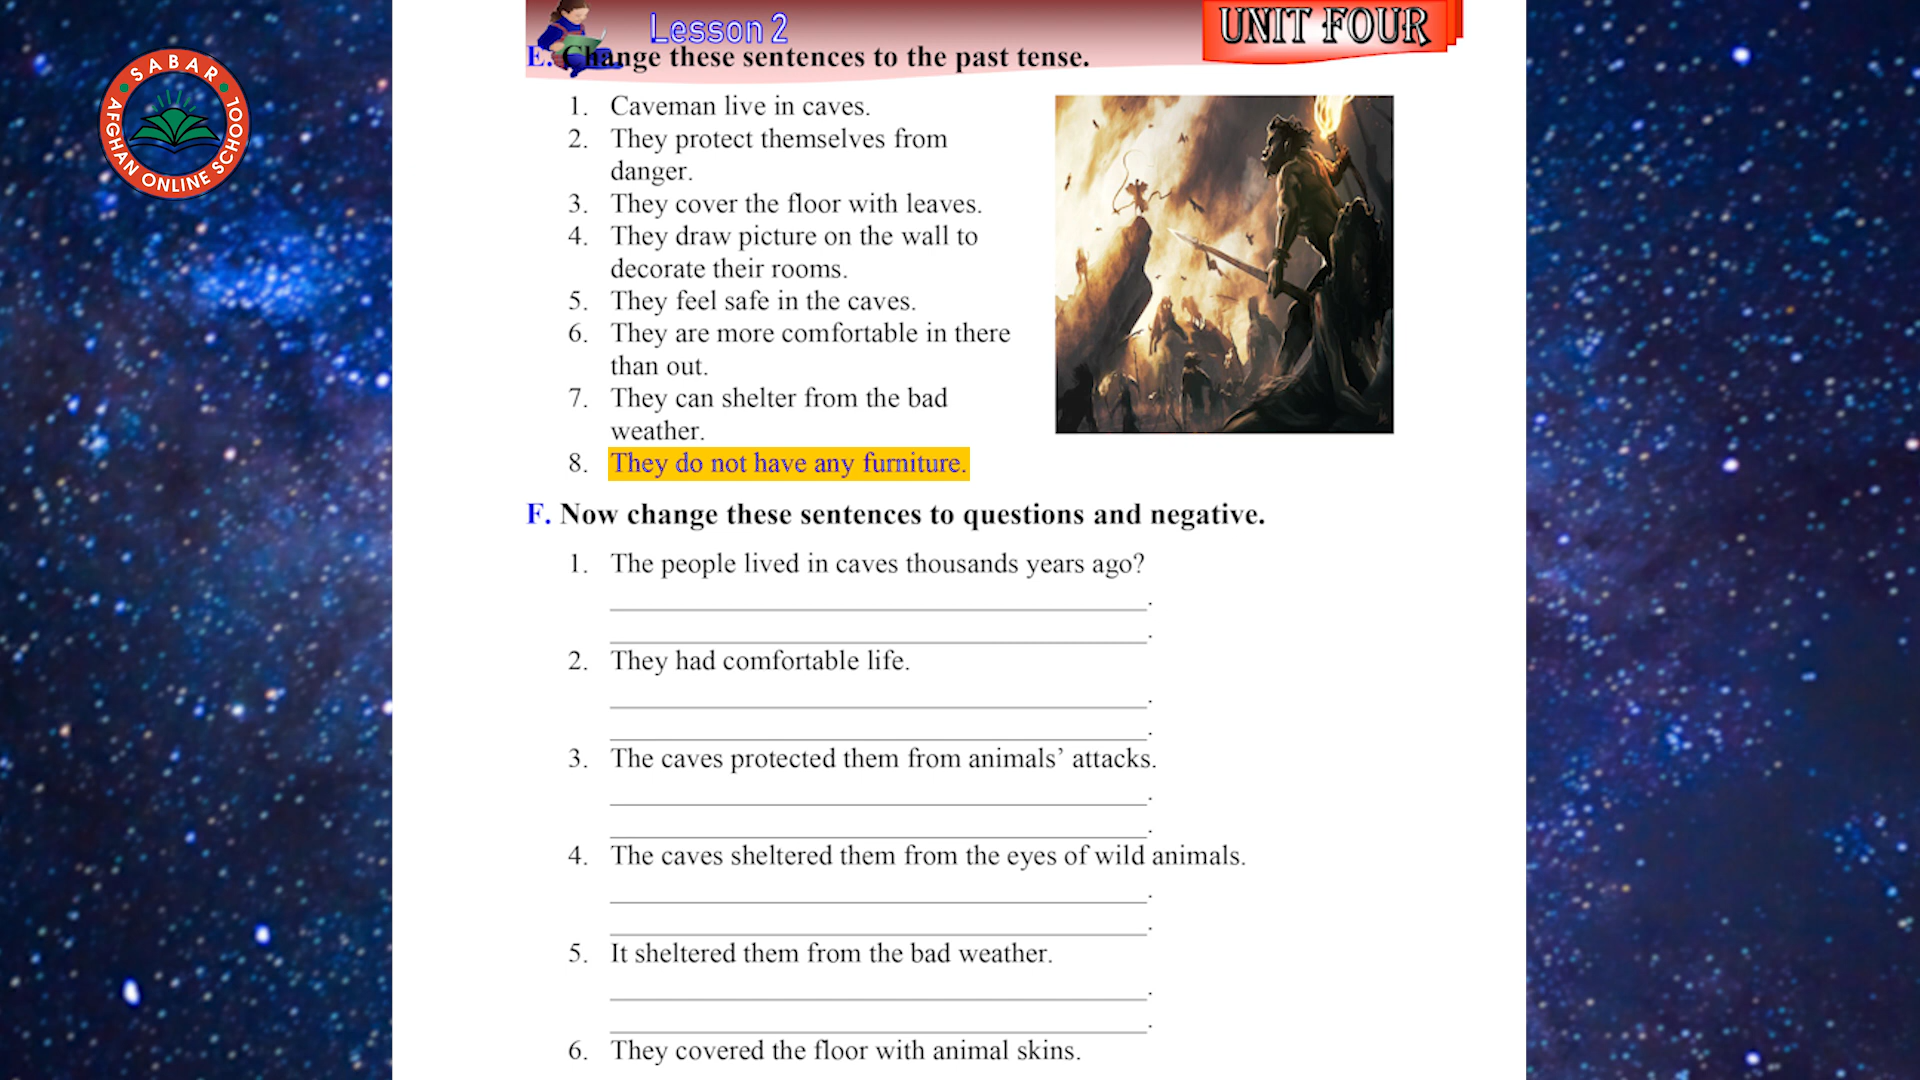 SABAR
AFGHAN ONLINE SCHOOL
Lesson 2
UNIT FOUR
E. Change these sentences to the past tense.
1. Caveman live in caves.
2. They protect themselves from
danger.
3. They cover the floor with leaves.
4. They draw picture on the wall to
decorate their rooms.
5. They feel safe in the caves.
6. They are more comfortable in there
than out.
7. They can shelter from the bad
weather.
8. They do not have any furniture.
F. Now change these sentences to questions and negative.
1. The people lived in caves thousands years ago?
.
.
2. They had comfortable life.
.
.
3. The caves protected them from animals’ attacks.
.
.
4. The caves sheltered them from the eyes of wild animals.
.
.
5. It sheltered them from the bad weather.
.
.
6. They covered the floor with animal skins.